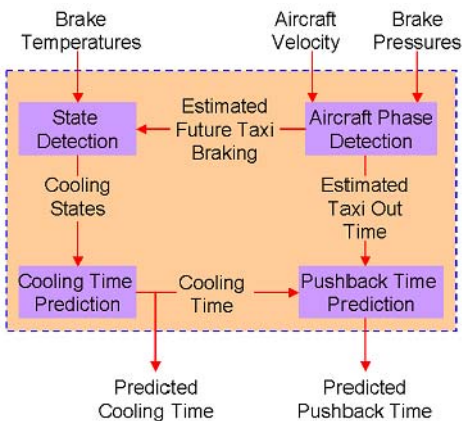 Brake
Temperatures
Aircraft
Velocity
Brake
Pressures
State
Detection
Estimated
Future Taxi
Braking
Aircraft Phase
Detection
Cooling
States
Estimated
Taxi Out
Time
Cooling Time
Prediction
Cooling
Time
Pushback Time
Prediction
Predicted
Cooling Time
Predicted
Pushback Time